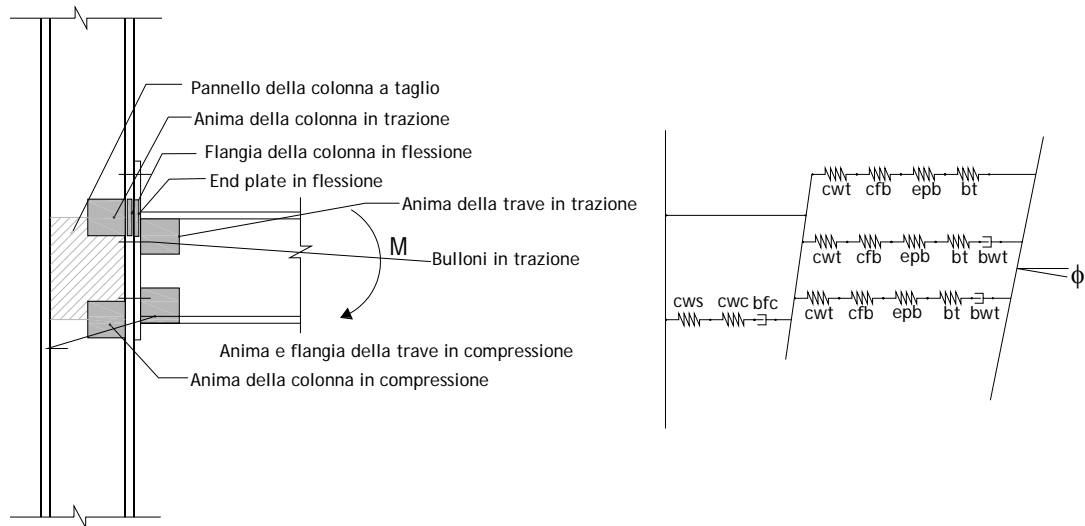 Pannello della colonna a taglio
Anima della colonna in trazione
Flangia della colonna in flessione
End plate in flessione
Anima della trave in trazione
M
Bulloni in trazione
Anima e flangia della trave in compressione
Anima della colonna in compressione
cwt cfb epb bt
cwt cfb epb bt bwt
ϕ
cwt cfb epb bt bwt
cws cwc bfc